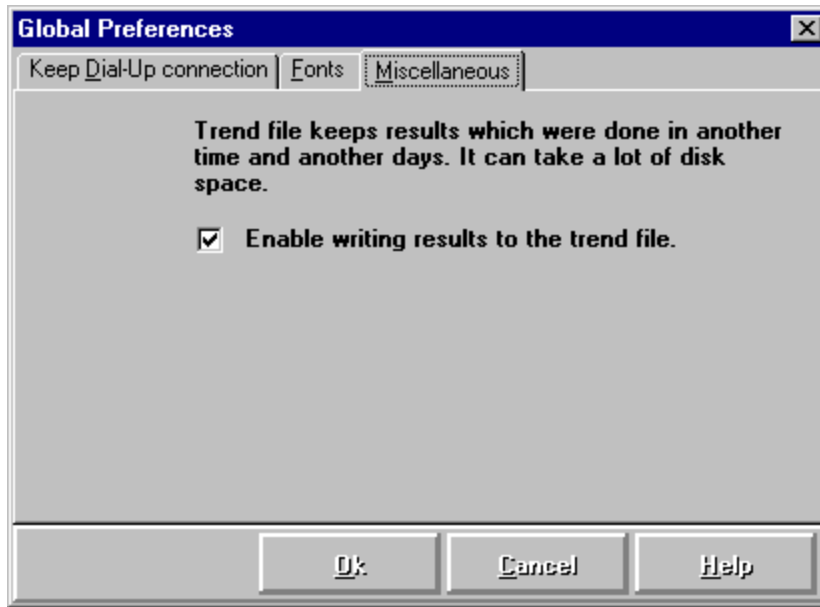 Global Preferences
Keep Dial-Up connection Fonts Miscellaneous
Trend file keeps results which were done in another
time and another days. It can take a lot of disk
space.
Enable writing results to the trend file.
Ok Cancel Help